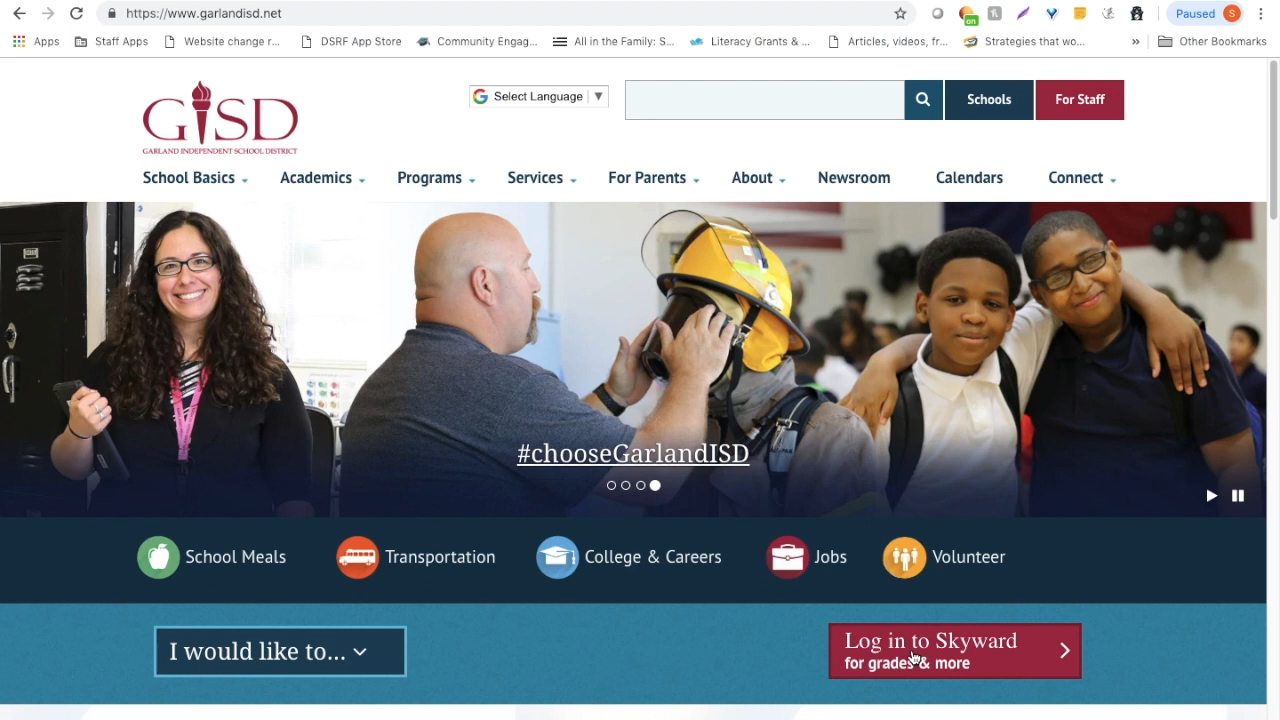 https://www.garlandisd.net
on
Paused S
Apps Staff Apps Website change r... DSRF App Store Community Engag... All in the Family: S... Literacy Grants & ... Articles, videos, fr... Strategies that wo... » Other Bookmarks
GISD
GARLAND INDEPENDENT SCHOOL DISTRICT
Select Language ▼
Schools
For Staff
School Basics Academics Programs Services For Parents About Newsroom Calendars Connect
#chooseGarlandISD
School Meals Transportation College & Careers Jobs Volunteer
I would like to...
Log in to Skyward
for grades & more